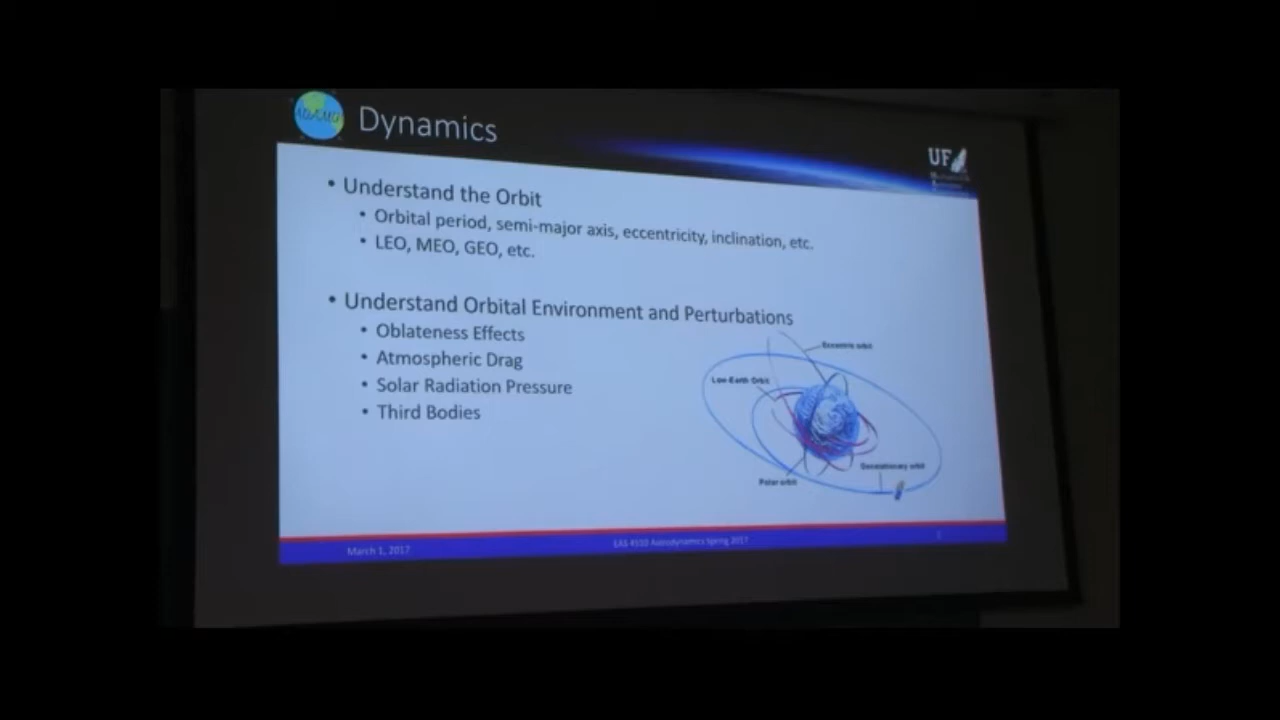 ADAMUS
Dynamics
UF
• Understand the Orbit
• Orbital period, semi-major axis, eccentricity, inclination, etc.
• LEO, MEO, GEO, etc.
• Understand Orbital Environment and Perturbations
• Oblateness Effects
• Atmospheric Drag
• Solar Radiation Pressure
• Third Bodies
Eccentric orbit
Low-Earth Orbit
Geostationary orbit
Polar orbit
March 1, 2017
EAS 4510 Astrodynamics Spring 2017